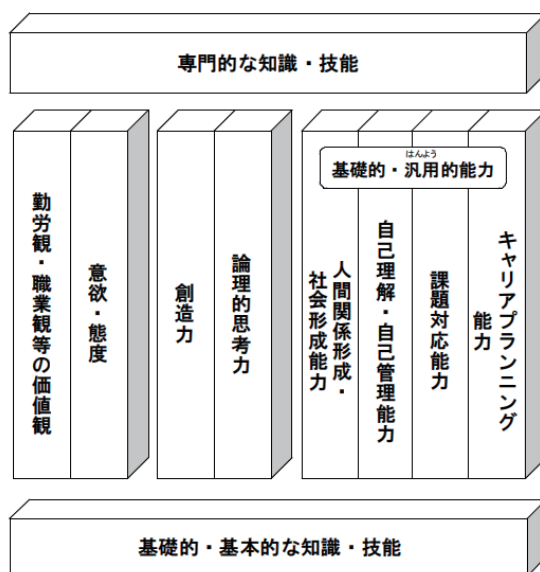 専門的な知識・技能
はんよう
基礎的・汎用的能力
勤労観・職業観等の価値観
意欲・態度
創造力
論理的思考力
人間関係形成・
社会形成能力
自己理解・自己管理能力
課題対応能力
キャリアプランニング
能力
基礎的・基本的な知識・技能